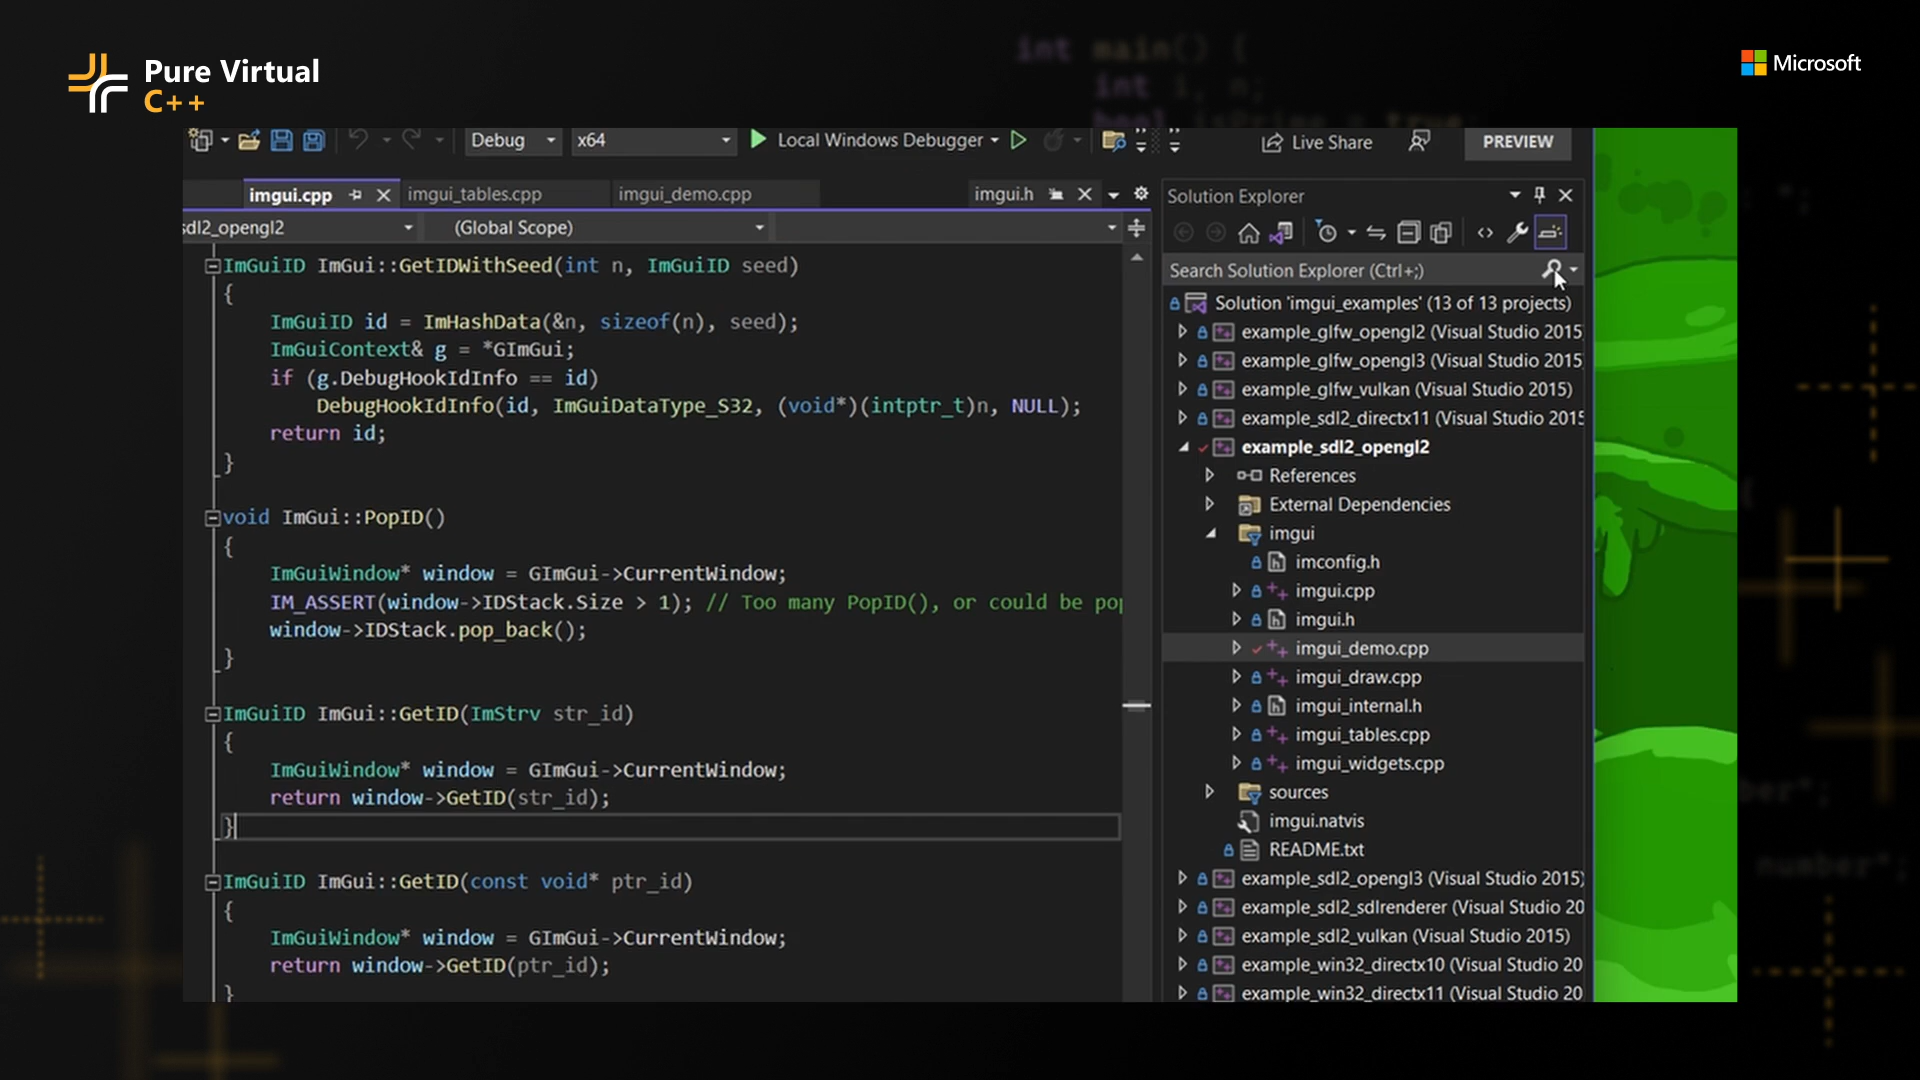 Pure Virtual
C++
Microsoft
int main() {
int i, n;
bool isPrime = true;
Debug
x64
Local Windows Debugger
Live Share
PREVIEW
imgui.cpp
imgui_tables.cpp
imgui_demo.cpp
imgui.h
sdl2_opengl2
(Global Scope)
ImGuiID ImGui::GetIDWithSeed(int n, ImGuiID seed)
{
ImGuiID id = ImHashData(&n, sizeof(n), seed);
ImGuiContext& g = *GImGui;
if (g.DebugHookIdInfo == id)
DebugHookIdInfo(id, ImGuiDataType_S32, (void*)(intptr_t)n, NULL);
return id;
}
void ImGui::PopID()
{
ImGuiWindow* window = GImGui->CurrentWindow;
IM_ASSERT(window->IDStack.Size > 1); // Too many PopID(), or could be pop
window->IDStack.pop_back();
}
ImGuiID ImGui::GetID(ImStrv str_id)
{
ImGuiWindow* window = GImGui->CurrentWindow;
return window->GetID(str_id);
}
ImGuiID ImGui::GetID(const void* ptr_id)
{
ImGuiWindow* window = GImGui->CurrentWindow;
return window->GetID(ptr_id);
}
Solution Explorer
Search Solution Explorer (Ctrl+;)
Solution 'imgui_examples' (13 of 13 projects)
example_glfw_opengl2 (Visual Studio 2015)
example_glfw_opengl3 (Visual Studio 2015)
example_glfw_vulkan (Visual Studio 2015)
example_sdl2_directx11 (Visual Studio 2015
example_sdl2_opengl2
References
External Dependencies
imgui
imconfig.h
imgui.cpp
imgui.h
imgui_demo.cpp
imgui_draw.cpp
imgui_internal.h
imgui_tables.cpp
imgui_widgets.cpp
sources
imgui.natvis
README.txt
example_sdl2_opengl3 (Visual Studio 2015)
example_sdl2_sdlrenderer (Visual Studio 20
example_sdl2_vulkan (Visual Studio 2015)
example_win32_directx10 (Visual Studio 20
example_win32_directx11 (Visual Studio 20
number";